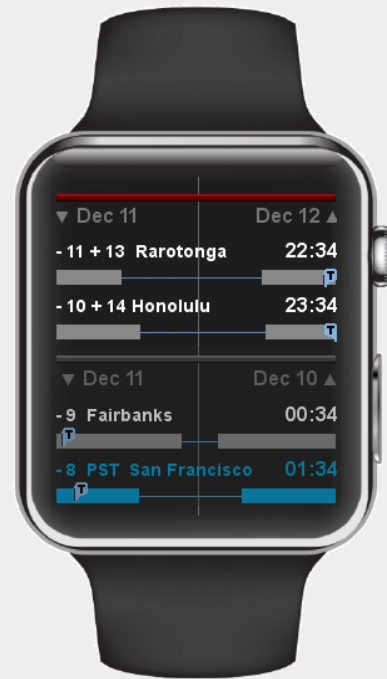 ▼ Dec 11 Dec 12 ▲
- 11 + 13 Rarotonga 22:34
T
- 10 + 14 Honolulu 23:34
T
▼ Dec 11 Dec 10 ▲
- 9 Fairbanks 00:34
T
- 8 PST San Francisco 01:34
T